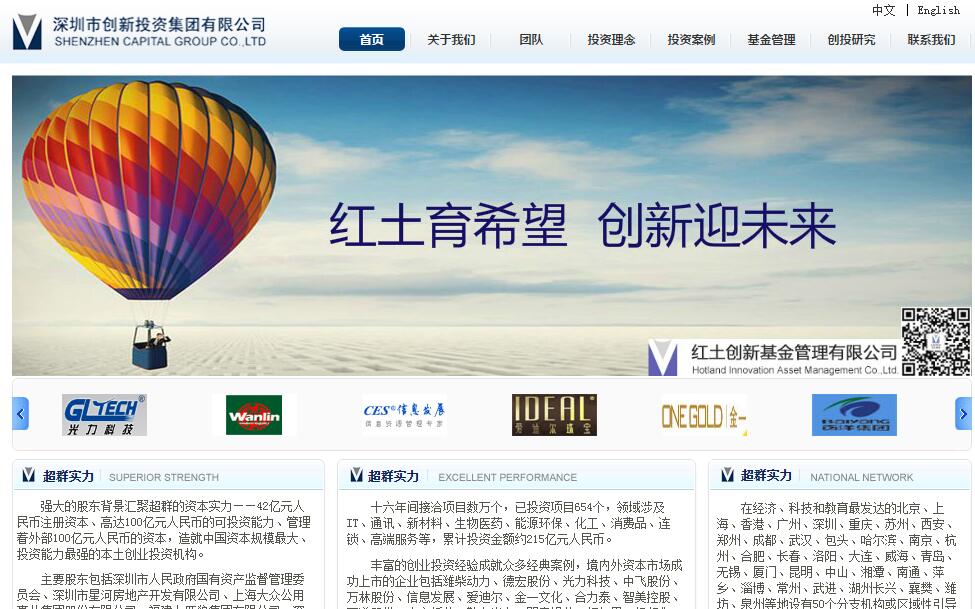 中文 | English
深圳市创新投资集团有限公司
SHENZHEN CAPITAL GROUP CO.,LTD
首页 关于我们 团队 投资理念 投资案例 基金管理 创投研究 联系我们
红土育希望 创新迎未来
红土创新基金管理有限公司
Hotland Innovation Asset Management Co.,Ltd.
GLTECH®
光力科技
Wanlin
CES®信息发展
信息资源管理专家
IDEAL®
爱迪尔珠宝
ONE GOLD 金一
BAIYANG
百洋集团
超群实力 SUPERIOR STRENGTH
强大的股东背景汇聚超群的资本实力——42亿元人
民币注册资本、高达100亿元人民币的可投资能力、管理
着外部100亿元人民币的资本，造就中国资本规模最大、
投资能力最强的本土创业投资机构。
主要股东包括深圳市人民政府国有资产监督管理委
员会、深圳市星河房地产开发有限公司、上海大众公用
超群实力 EXCELLENT PERFORMANCE
十六年间接洽项目数万个，已投资项目654个，领域涉及
IT、通讯、新材料、生物医药、能源环保、化工、消费品、连
锁、高端服务等，累计投资金额约215亿元人民币。
丰富的创业投资经验成就众多经典案例，境内外资本市场成
功上市的企业包括潍柴动力、德宏股份、光力科技、中飞股份、
万林股份、信息发展、爱迪尔、金一文化、合力泰、智美控股、
超群实力 NATIONAL NETWORK
在经济、科技和教育最发达的北京、上
海、香港、广州、深圳、重庆、苏州、西安、
郑州、成都、武汉、包头、哈尔滨、南京、杭
州、合肥、长春、洛阳、大连、威海、青岛、
无锡、厦门、昆明、中山、湘潭、南通、萍
乡、淄博、常州、武进、湖州长兴、襄樊、潍
坊、泉州等地设有50个分支机构或区域性引导